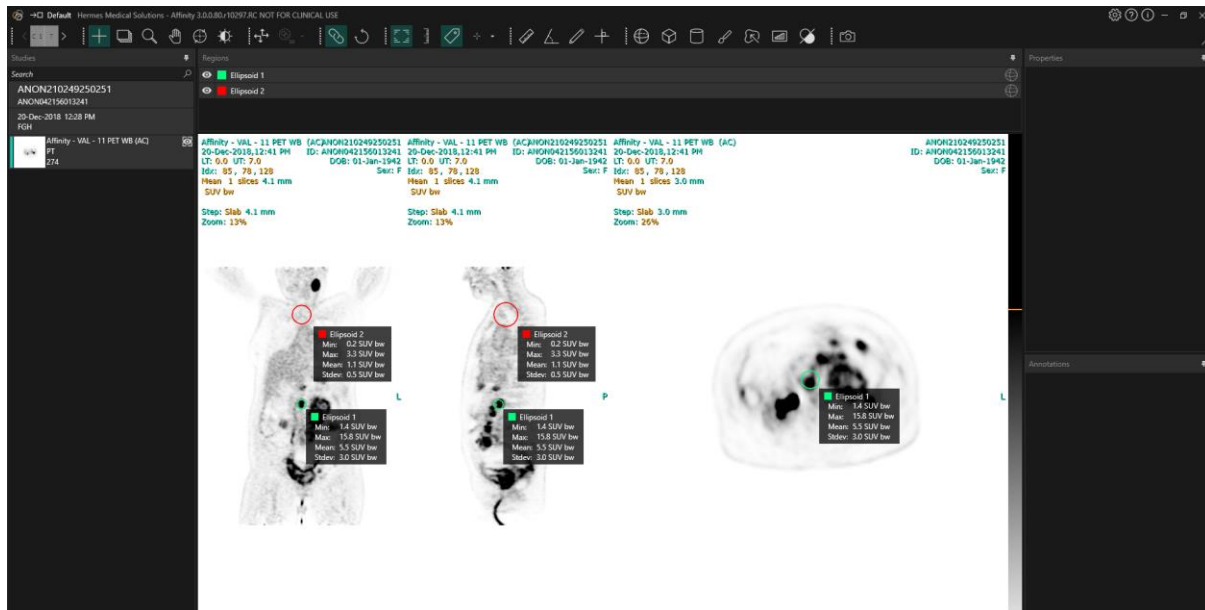 Default Hermes Medical Solutions - Affinity 3.0.0.80.r10297.RC NOT FOR CLINICAL USE
Studies
Regions
Properties
Search
Ellipsoid 1
Ellipsoid 2
ANON210249250251
ANON042156013241
20-Dec-2018 12:28 PM
FGH
Affinity - VAL - 11 PET WB (AC)
PT
274
Affinity - VAL - 11 PET WB (AC)
ANON210249250251
20-Dec-2018,12:41 PM
ID: ANON042156013241
LT: 0.0 UT: 7.0
DOB: 01-Jan-1942
Idx: 85, 78, 128
Sex: F
Mean 1 slices 4.1 mm
SUV bw
Step: Slab 4.1 mm
Zoom: 13%
Affinity - VAL - 11 PET WB (AC)
ANON210249250251
20-Dec-2018,12:41 PM
ID: ANON042156013241
LT: 0.0 UT: 7.0
DOB: 01-Jan-1942
Idx: 85, 78, 128
Sex: F
Mean 1 slices 4.1 mm
SUV bw
Step: Slab 4.1 mm
Zoom: 13%
Affinity - VAL - 11 PET WB (AC)
ANON210249250251
20-Dec-2018,12:41 PM
ID: ANON042156013241
LT: 0.0 UT: 7.0
DOB: 01-Jan-1942
Idx: 85, 78, 128
Sex: F
Mean 1 slices 3.0 mm
SUV bw
Step: Slab 3.0 mm
Zoom: 26%
Ellipsoid 2
Min: 0.2 SUV bw
Max: 3.3 SUV bw
Mean: 1.1 SUV bw
Stdev: 0.5 SUV bw
L
Ellipsoid 1
Min: 1.4 SUV bw
Max: 15.8 SUV bw
Mean: 5.5 SUV bw
Stdev: 3.0 SUV bw
Ellipsoid 2
Min: 0.2 SUV bw
Max: 3.3 SUV bw
Mean: 1.1 SUV bw
Stdev: 0.5 SUV bw
P
Ellipsoid 1
Min: 1.4 SUV bw
Max: 15.8 SUV bw
Mean: 5.5 SUV bw
Stdev: 3.0 SUV bw
L
Ellipsoid 1
Min: 1.4 SUV bw
Max: 15.8 SUV bw
Mean: 5.5 SUV bw
Stdev: 3.0 SUV bw
Annotations